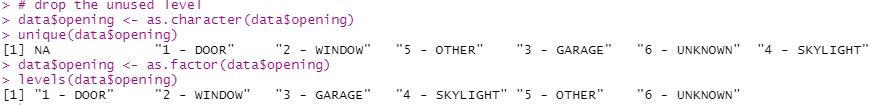 > # drop the unused level
> data$opening <- as.character(data$opening)
> unique(data$opening)
[1] NA             "1 - DOOR"     "2 - WINDOW"   "5 - OTHER"    "3 - GARAGE"   "6 - UNKNOWN"  "4 - SKYLIGHT"
> data$opening <- as.factor(data$opening)
> levels(data$opening)
[1] "1 - DOOR"     "2 - WINDOW"   "3 - GARAGE"   "4 - SKYLIGHT" "5 - OTHER"    "6 - UNKNOWN"